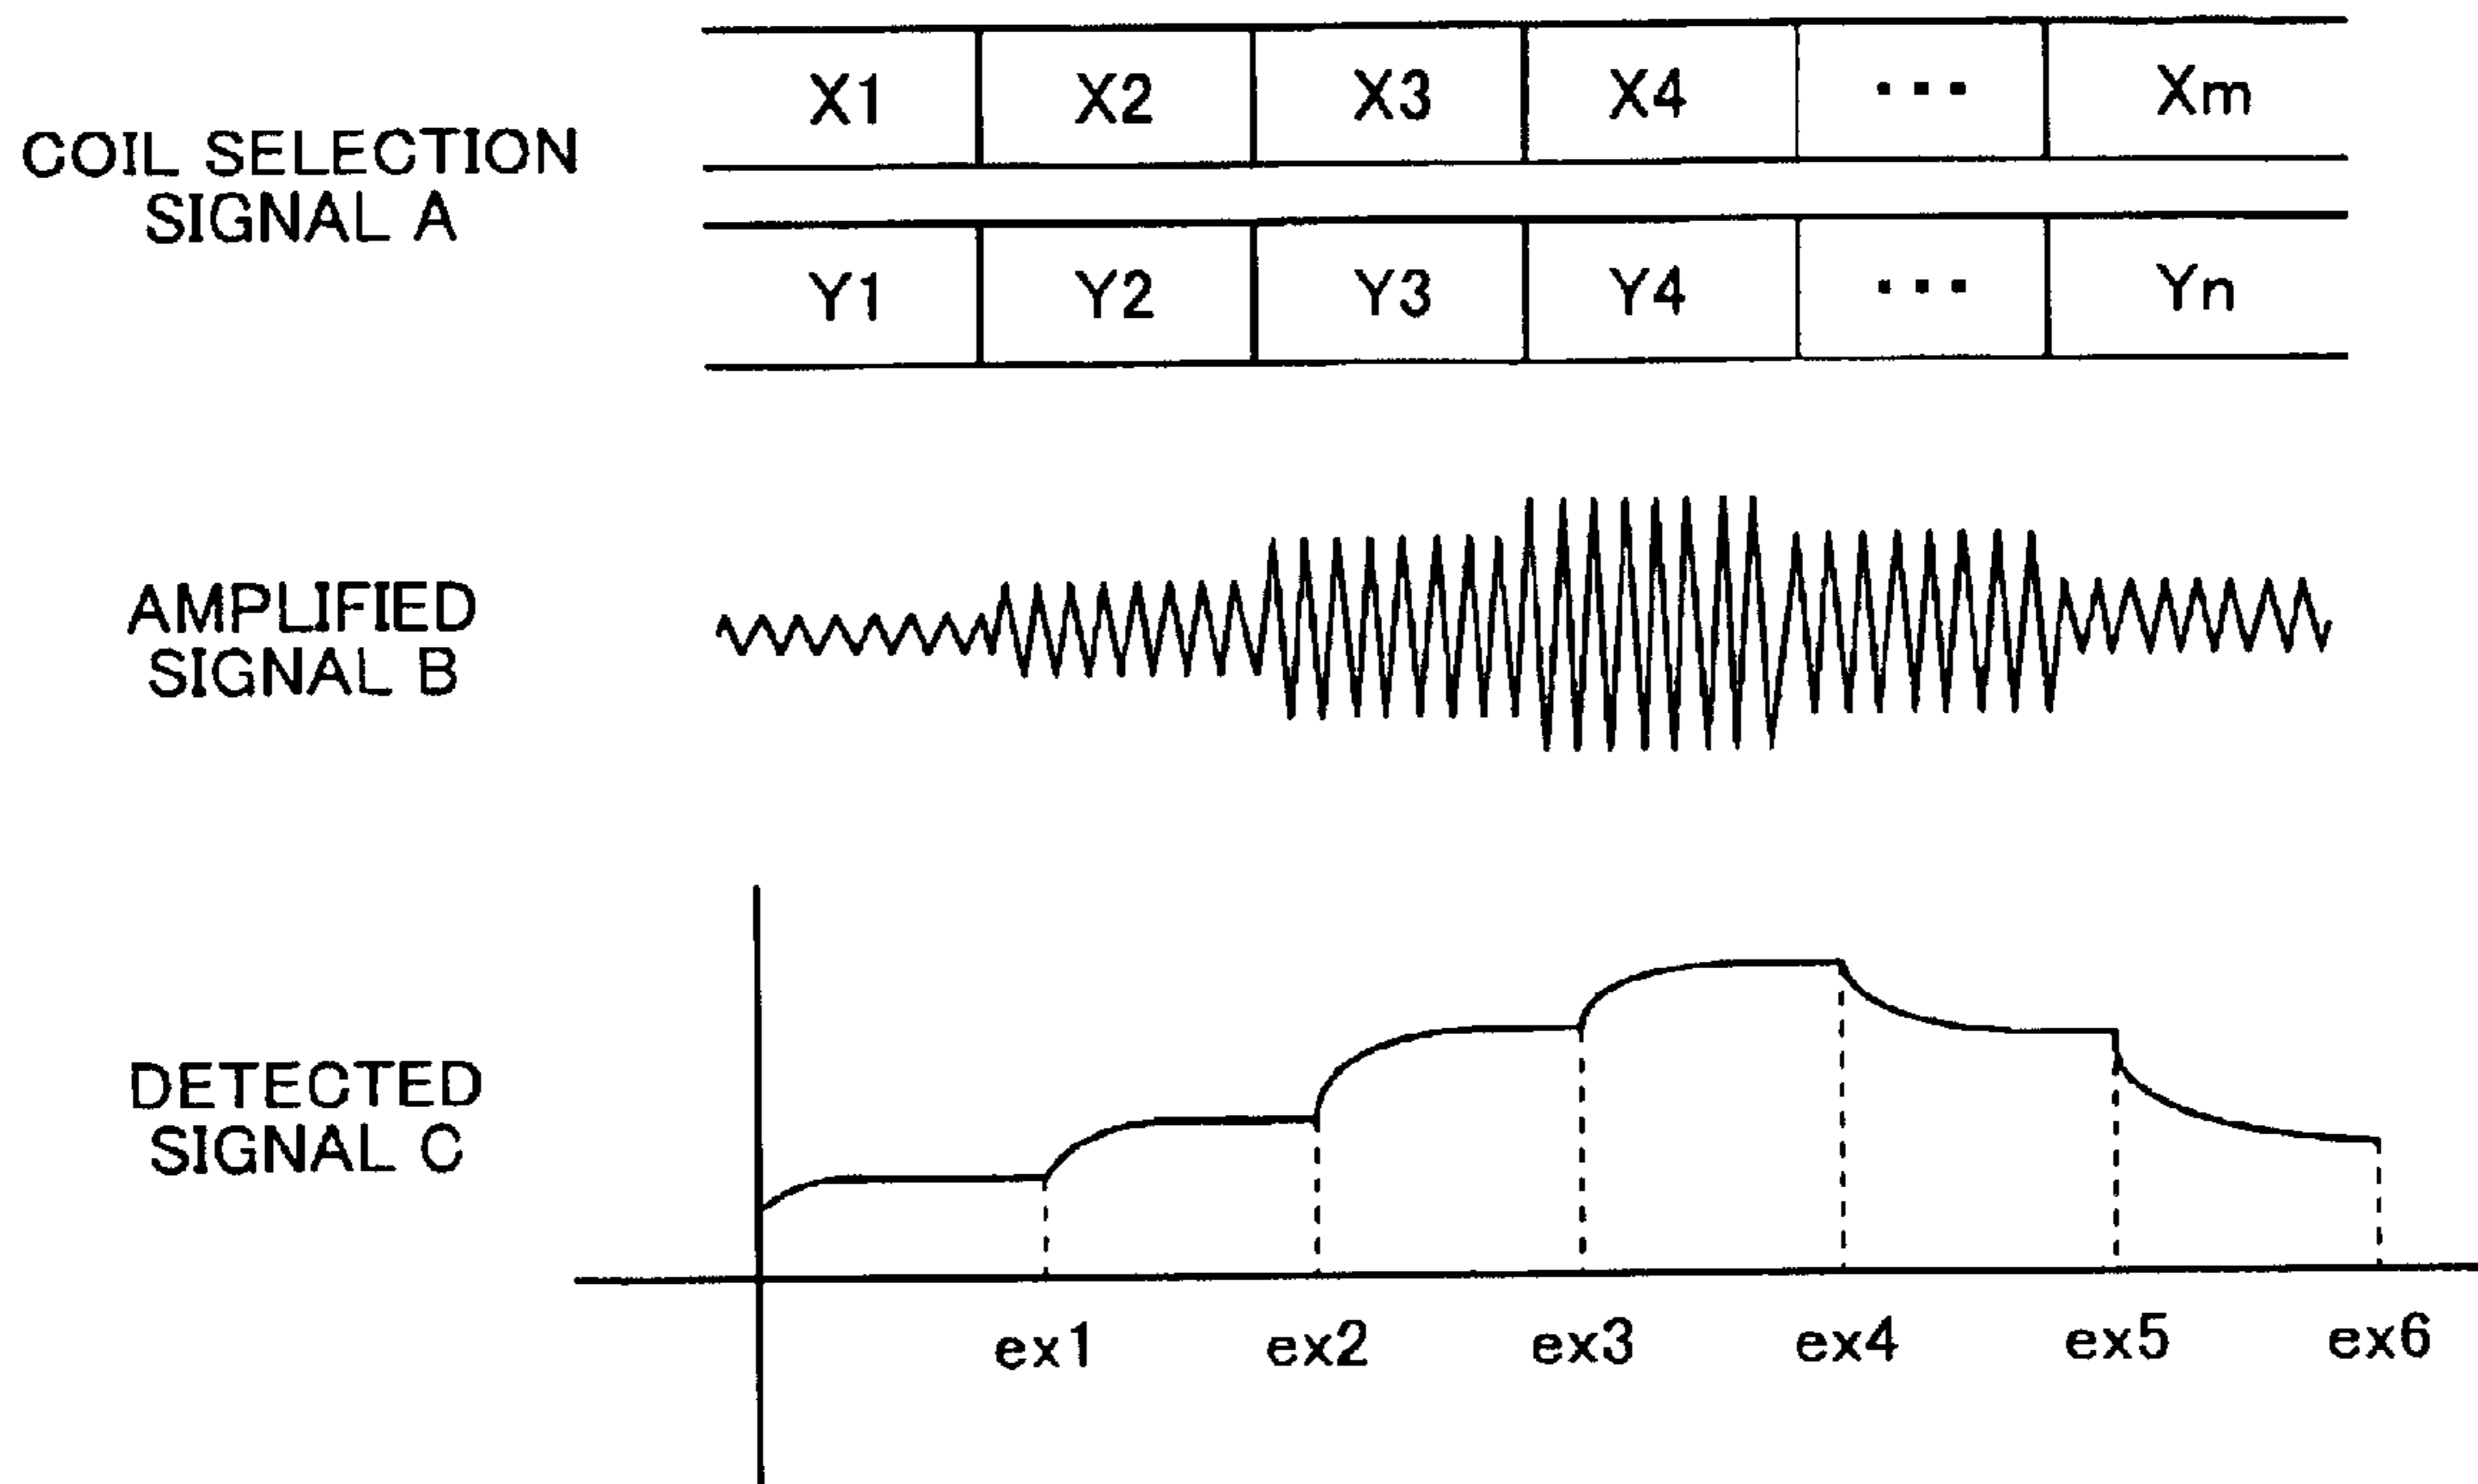 COIL SELECTION
SIGNAL A
X1 X2 X3 X4 ··· Xm
Y1 Y2 Y3 Y4 ··· Yn
AMPLIFIED
SIGNAL B
DETECTED
SIGNAL C
ex1 ex2 ex3 ex4 ex5 ex6